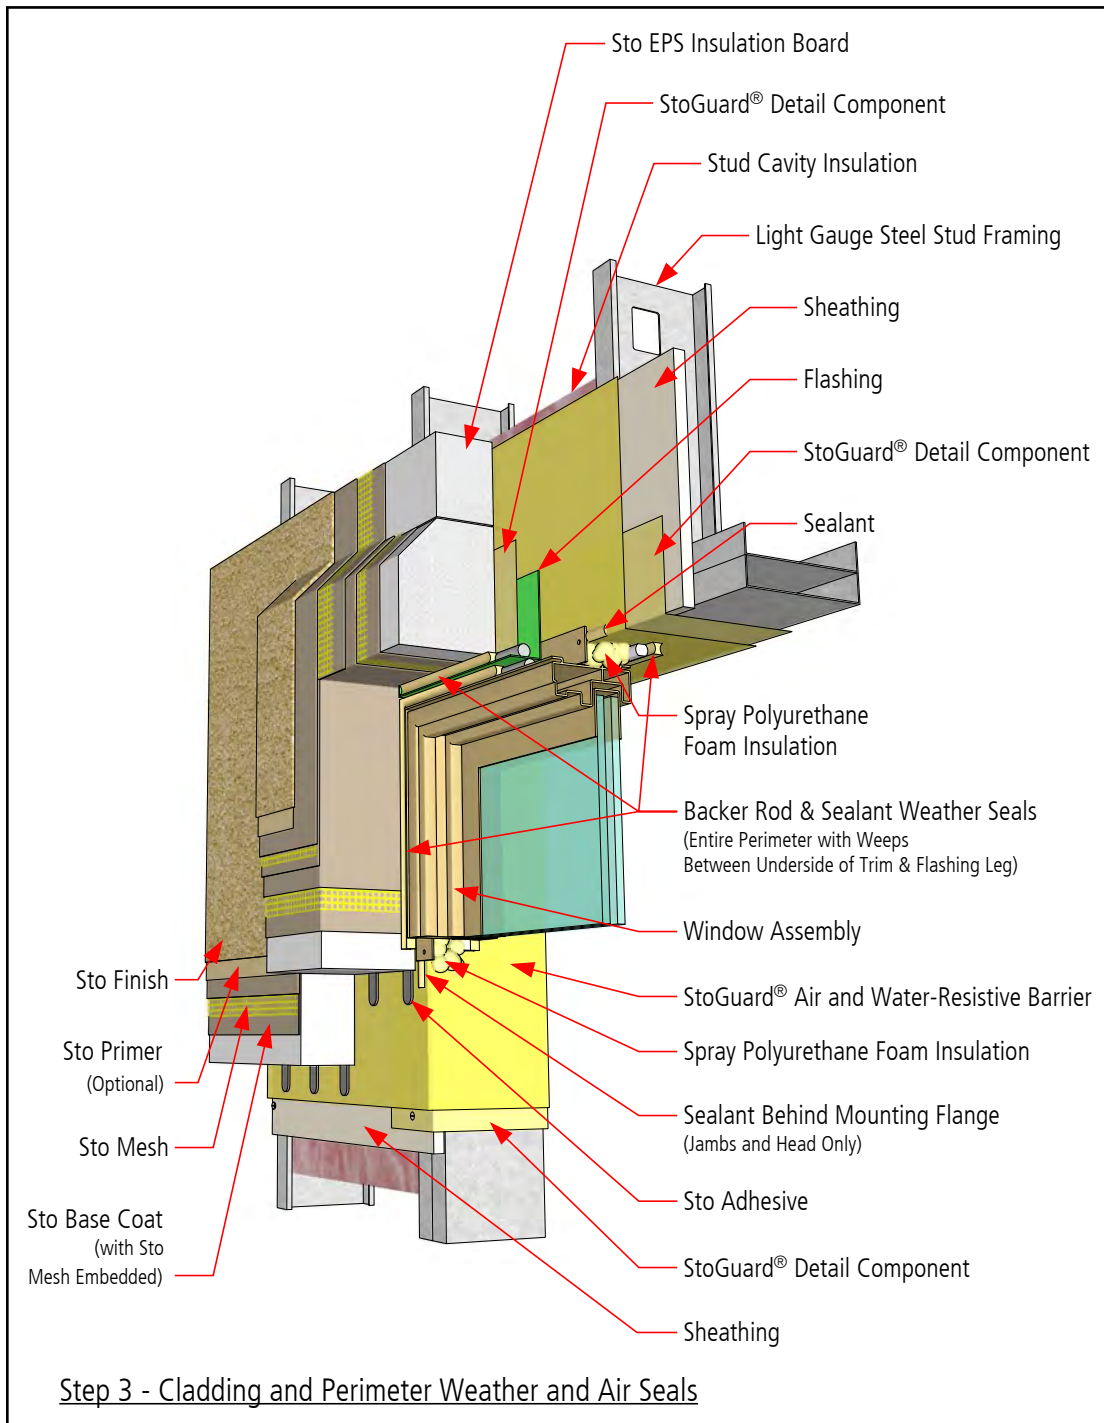 Sto EPS Insulation Board
StoGuard® Detail Component
Stud Cavity Insulation
Light Gauge Steel Stud Framing
Sheathing
Flashing
StoGuard® Detail Component
Sealant
Spray Polyurethane
Foam Insulation
Backer Rod & Sealant Weather Seals
(Entire Perimeter with Weeps
Between Underside of Trim & Flashing Leg)
Window Assembly
StoGuard® Air and Water-Resistive Barrier
Spray Polyurethane Foam Insulation
Sealant Behind Mounting Flange
(Jambs and Head Only)
Sto Adhesive
StoGuard® Detail Component
Sheathing
Sto Finish
Sto Primer
(Optional)
Sto Mesh
Sto Base Coat
(with Sto
Mesh Embedded)
Step 3 - Cladding and Perimeter Weather and Air Seals